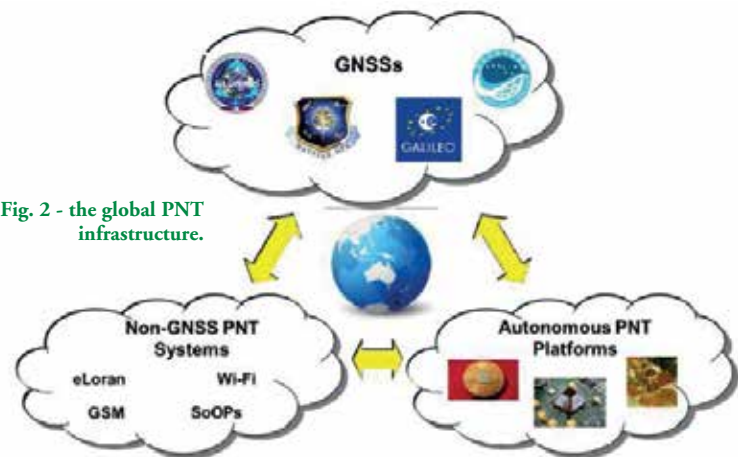 GNSSs
GALILEO
Fig. 2 - the global PNT
infrastructure.
Non-GNSS PNT
Systems
eLoran Wi-Fi
GSM SoOPs
Autonomous PNT
Platforms